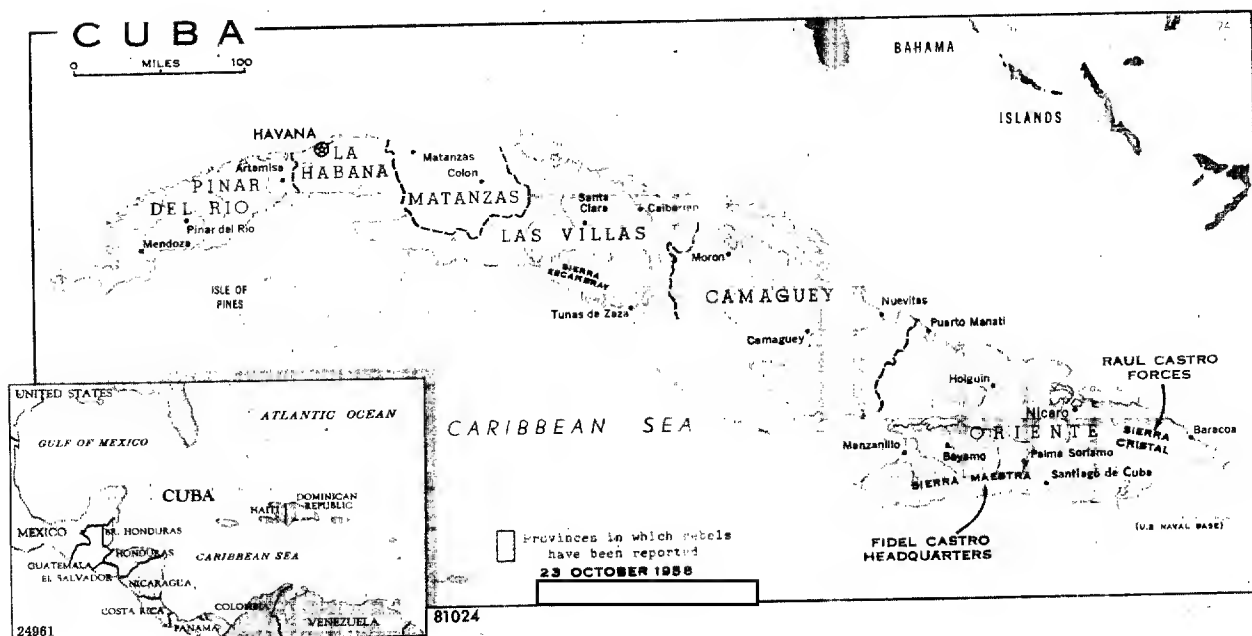 CUBA
0 MILES 100
24
BAHAMA
ISLANDS
HAVANA
LA
HABANA
Artemisa
PINAR
DEL RIO
Pinar del Rio
Mendoza
Matanzas
Colon
MATANZAS
Santa
Clara
Caibarien
LAS VILLAS
SIERRA
ESCAMBRAY
Tunas de Zaza
ISLE OF
PINES
Moron
CAMAGUEY
Camaguey
Nuevitas
Puerto Manati
Holguin
RAUL CASTRO
FORCES
Nicaro
ORIENTE
SIERRA
CRISTAL
Baracoa
Manzanillo
Bayamo
Palma Soriano
SIERRA MAESTRA
Santiago de Cuba
(U.S NAVAL BASE)
FIDEL CASTRO
HEADQUARTERS
CARIBBEAN SEA
UNITED STATES
ATLANTIC OCEAN
GULF OF MEXICO
CUBA
HAITI
DOMINICAN
REPUBLIC
MEXICO
BR. HONDURAS
HONDURAS
CARIBBEAN SEA
GUATEMALA
EL SALVADOR
NICARAGUA
COSTA RICA
PANAMA
COLOMBIA
VENEZUELA
24961
81024
Provinces in which rebels
have been reported
23 OCTOBER 1958